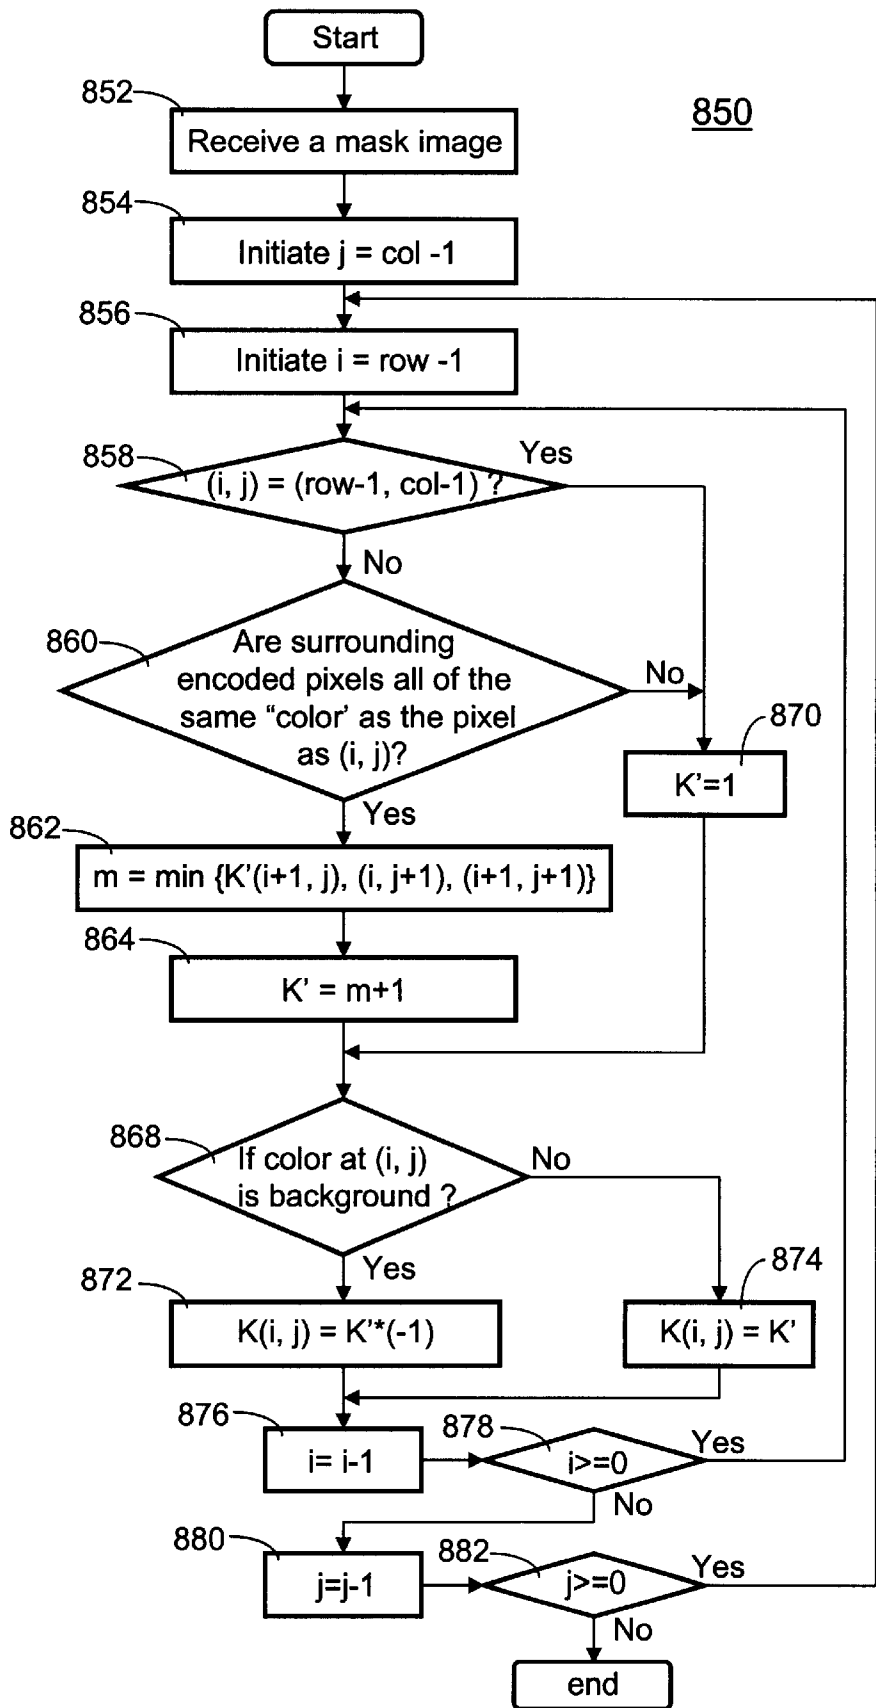 Start
850
852
Receive a mask image
854
Initiate j = col -1
856
Initiate i = row -1
858
(i, j) = (row-1, col-1) ?
Yes
No
860
Are surrounding
encoded pixels all of the
same “color’ as the pixel
as (i, j)?
No
Yes
870
K’=1
862
m = min {K’(i+1, j), (i, j+1), (i+1, j+1)}
864
K’ = m+1
868
If color at (i, j)
is background ?
No
Yes
872
K(i, j) = K’*(-1)
874
K(i, j) = K’
876
i= i-1
878
i>=0
Yes
No
880
j=j-1
882
j>=0
Yes
No
end